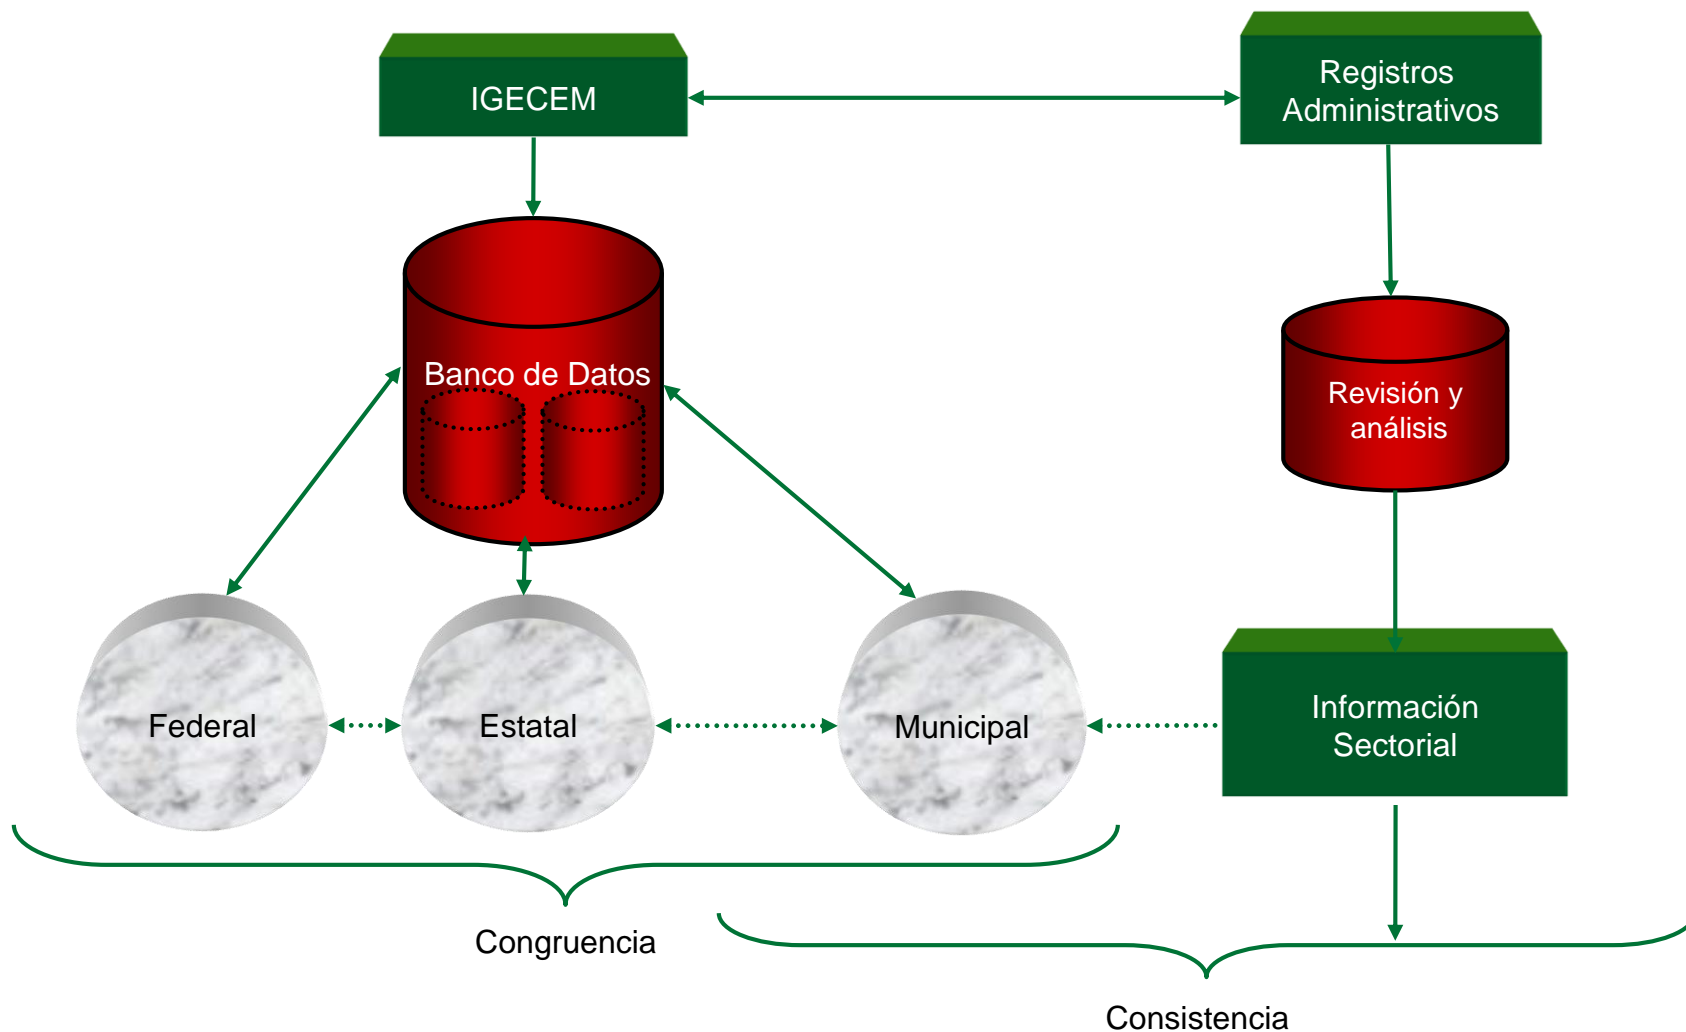 IGECEM
Registros
Administrativos
Banco de Datos
Revisión y
análisis
Federal
Estatal
Municipal
Información
Sectorial
Congruencia
Consistencia